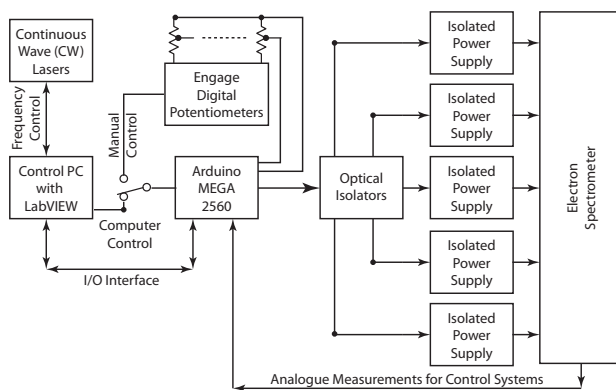 Continuous
Wave (CW)
Lasers
Frequency
Control
Control PC
with
LabVIEW
Engage
Digital
Potentiometers
Manual
Control
Computer
Control
Arduino
MEGA
2560
I/O Interface
Optical
Isolators
Isolated
Power
Supply
Isolated
Power
Supply
Isolated
Power
Supply
Isolated
Power
Supply
Isolated
Power
Supply
Electron
Spectrometer
Analogue Measurements for Control Systems